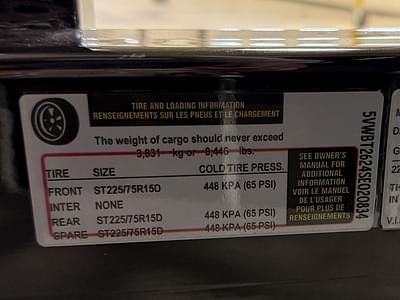 TIRE AND LOADING INFORMATION
RENSEIGNEMENTS SUR LES PNEUS ET LE CHARGEMENT
The weight of cargo should never exceed
3,831 kg or 8,446 lbs.
TIRE SIZE COLD TIRE PRESS.
FRONT ST225/75R15D 448 KPA (65 PSI)
INTER NONE
REAR ST225/75R15D 448 KPA (65 PSI)
SPARE ST225/75R15D 448 KPA (65 PSI)
SEE OWNER'S
MANUAL FOR
ADDITIONAL
INFORMATION
VOIR LE MANUEL
DE L'USAGER
POUR PLUS DE
RENSEIGNEMENTS